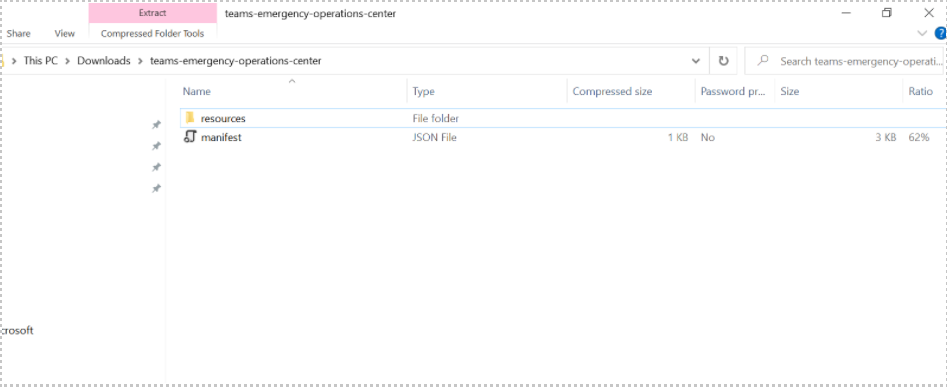 Extract teams-emergency-operations-center
Share View Compressed Folder Tools
This PC Downloads teams-emergency-operations-center Search teams-emergency-operati...
Name Type Compressed size Password pr... Size Ratio
resources File folder
manifest JSON File 1 KB No 3 KB 62%
crosoft